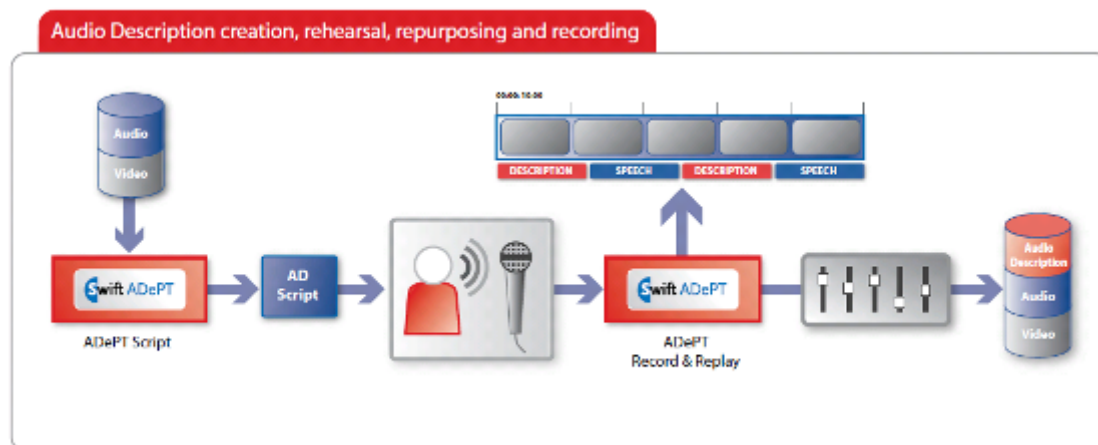 Audio Description creation, rehearsal, repurposing and recording
Audio
Video
DESCRIPTION
SPEECH
DESCRIPTION
SPEECH
Swift ADePT
ADePT Script
AD
Script
Swift ADePT
ADePT
Record & Replay
Audio
Description
Audio
Video